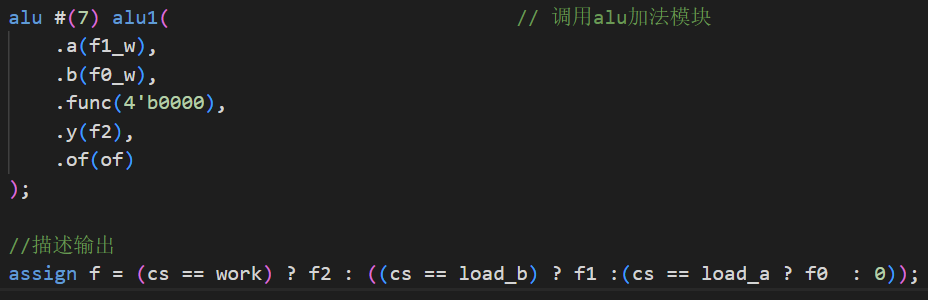 alu #(7) alu1(                              // 调用alu加法模块
    .a(f1_w),
    .b(f0_w),
    .func(4'b0000),
    .y(f2),
    .of(of)
);
//描述输出
assign f = (cs == work) ? f2 : ((cs == load_b) ? f1 :(cs == load_a ? f0  : 0));